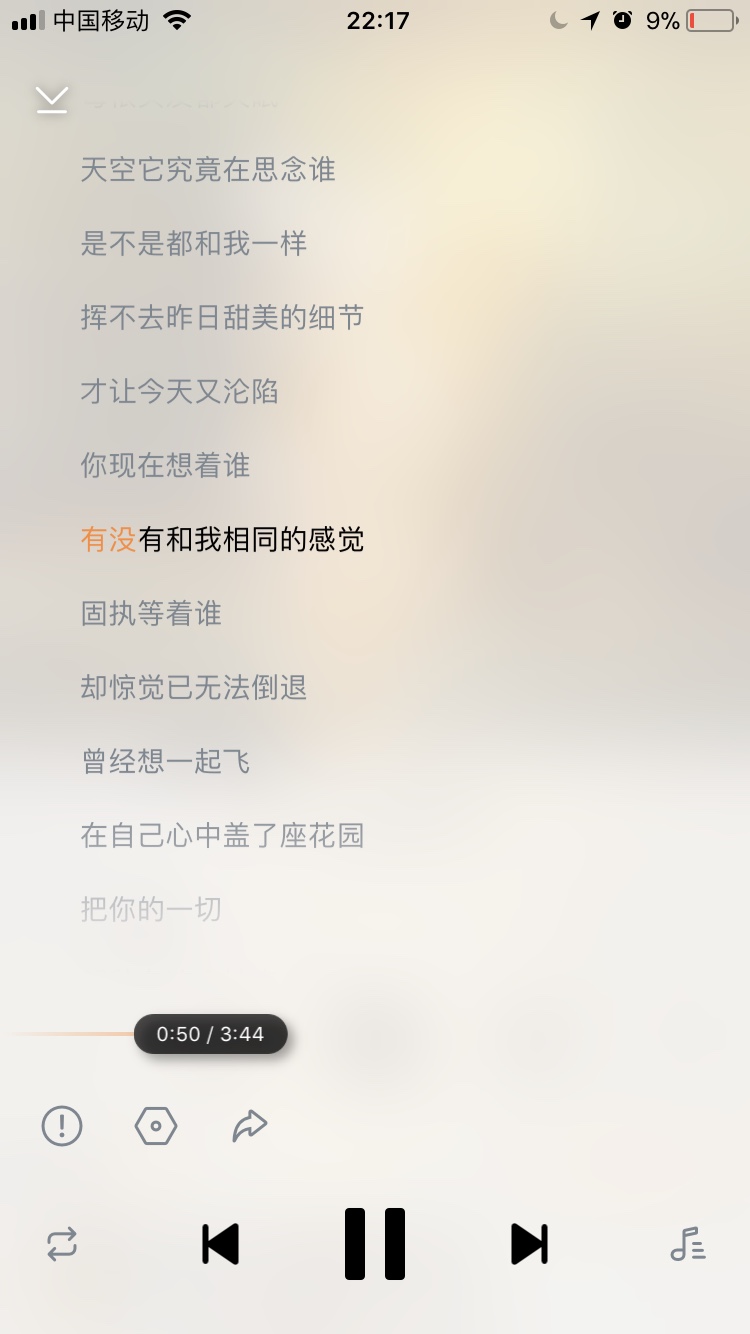 中国移动
22:17
9%
天空它究竟在思念谁
是不是都和我一样
挥不去昨日甜美的细节
才让今天又沦陷
你现在想着谁
有没有和我相同的感觉
固执等着谁
却惊觉已无法倒退
曾经想一起飞
在自己心中盖了座花园
把你的一切
0:50 / 3:44